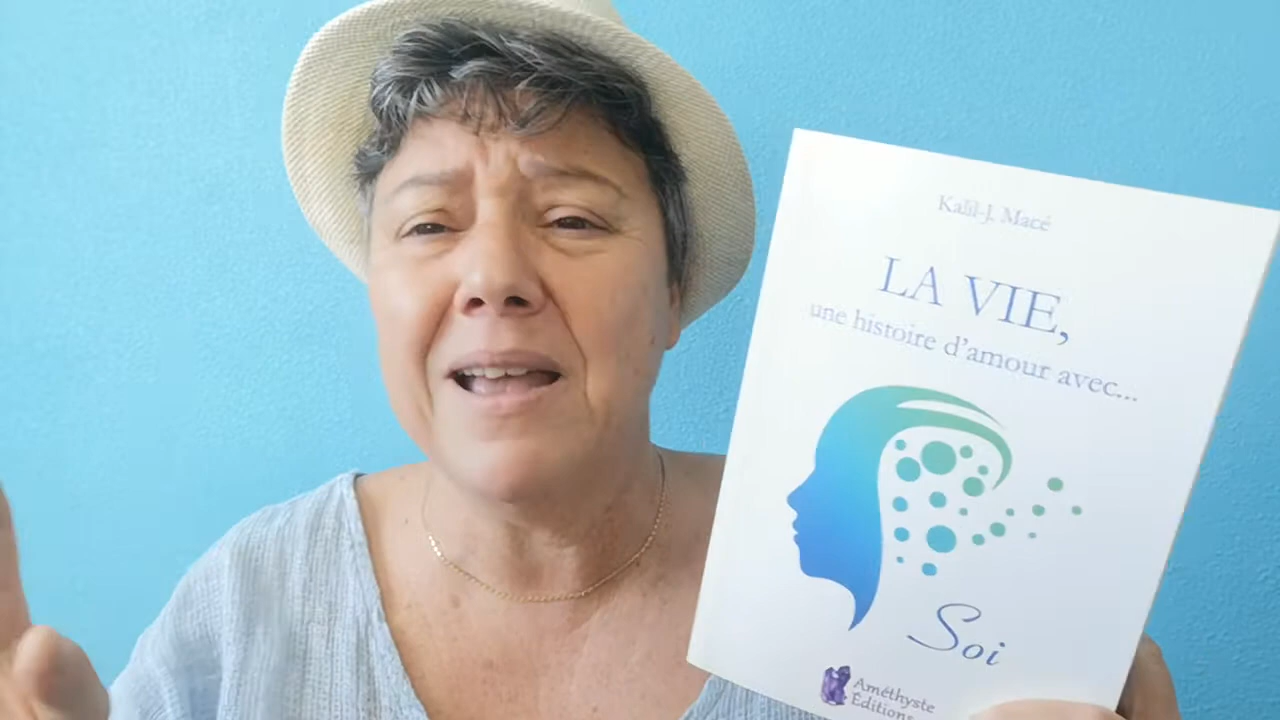 Kalil-J. Macé
LA VIE,
une histoire d'amour avec...
Soi
Améthyste
Éditions